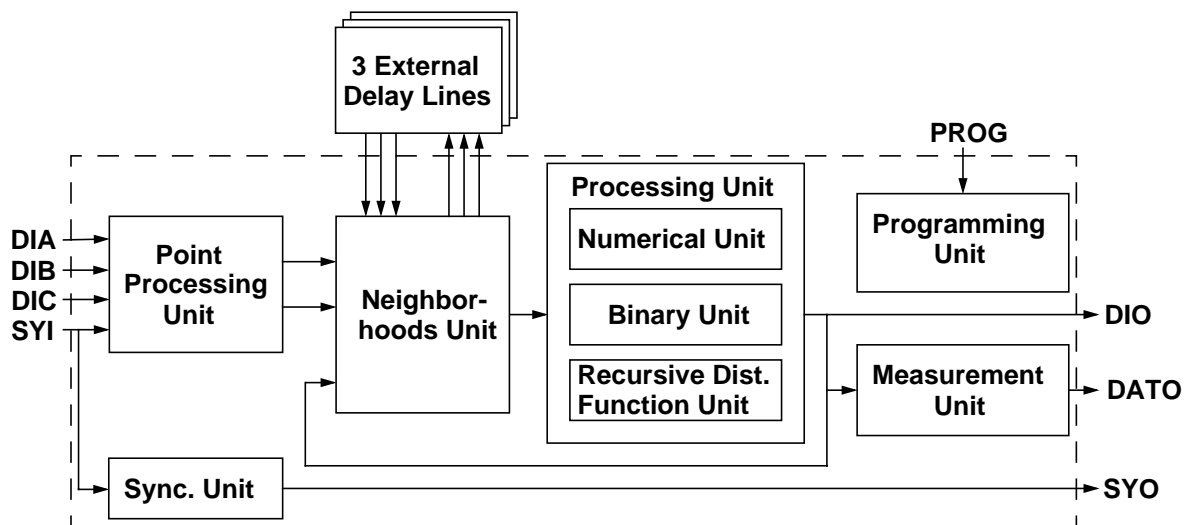 3 External
Delay Lines
PROG
Processing Unit
Programming
Unit
Numerical Unit
DIA
DIB
DIC
SYI
Point
Processing
Unit
Neighbor-
hoods Unit
Binary Unit
DIO
Recursive Dist.
Function Unit
Measurement
Unit
DATO
Sync. Unit
SYO